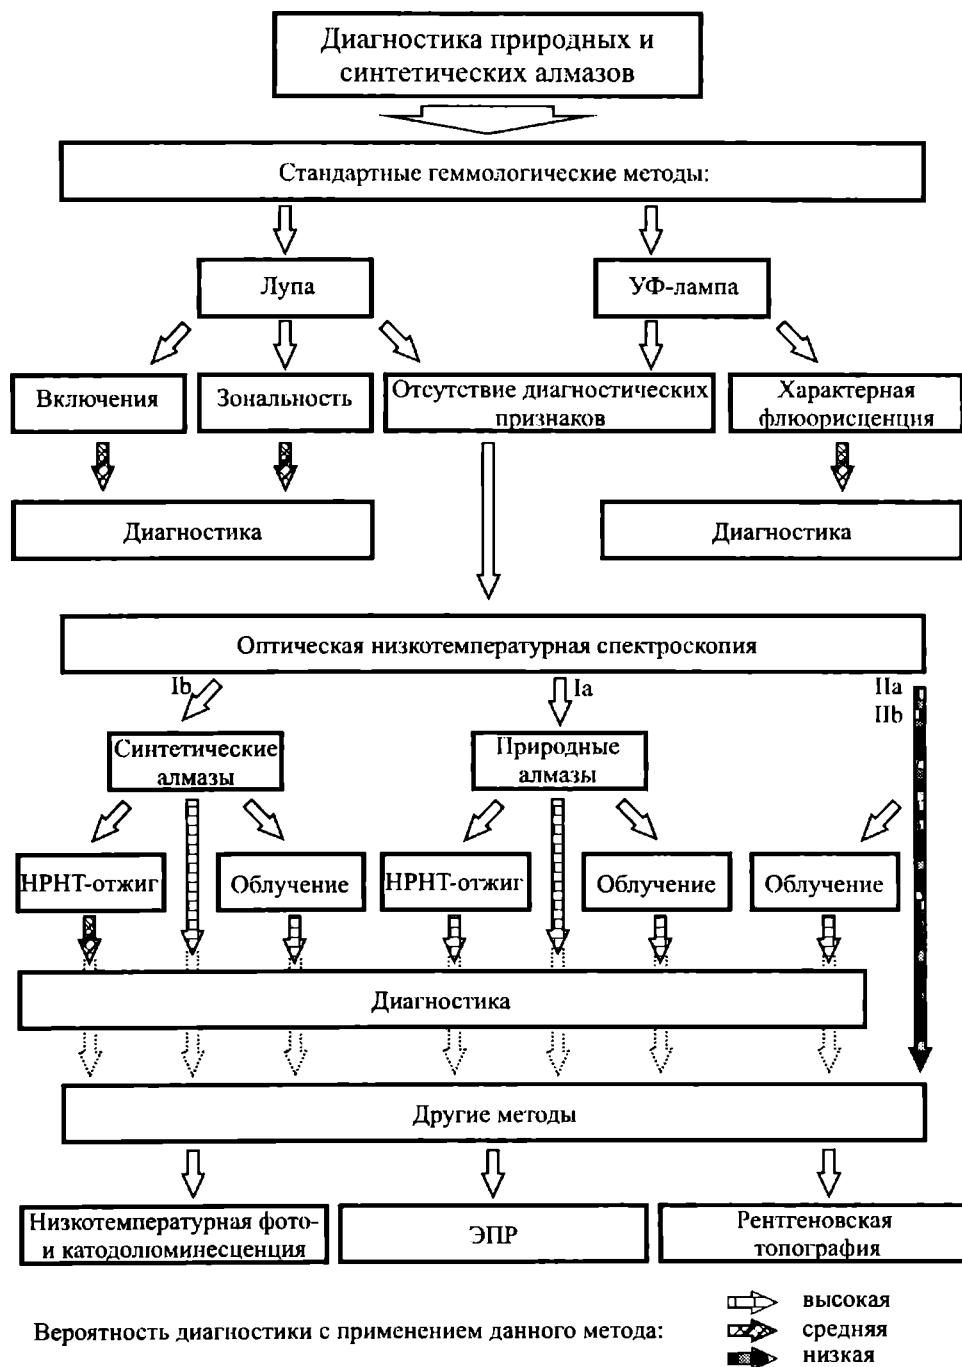 Диагностика природных и
синтетических алмазов
Стандартные геммологические методы:
Лупа
УФ-лампа
Включения
Зональность
Отсутствие диагностических
признаков
Характерная
флюорисценция
Диагностика
Диагностика
Оптическая низкотемпературная спектроскопия
Ib
Ia
IIa
IIb
Синтетические
алмазы
Природные
алмазы
НРНТ-отжиг
Облучение
НРНТ-отжиг
Облучение
Облучение
Диагностика
Другие методы
Низкотемпературная фото-
и катодолюминесценция
ЭПР
Рентгеновская
топография
Вероятность диагностики с применением данного метода:
высокая
средняя
низкая